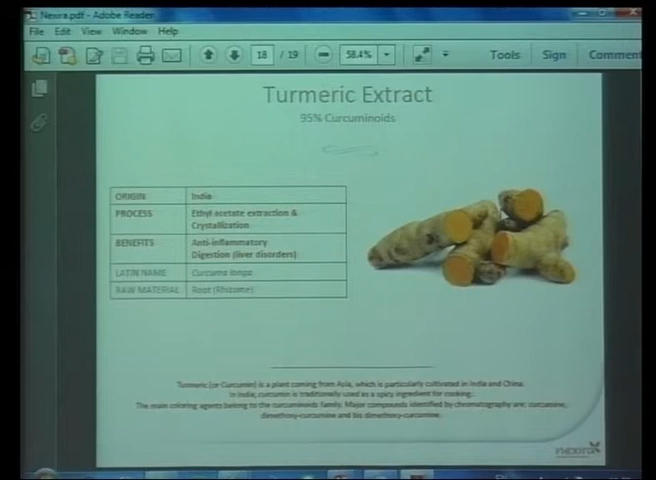 Nexira.pdf - Adobe Reader
File Edit View Window Help
18 / 19 58.4% Tools Sign Comment
Turmeric Extract
95% Curcuminoids
ORIGIN India
PROCESS Ethyl acetate extraction &
Crystallization
BENEFITS Anti-inflammatory
Digestion (liver disorders)
LATIN NAME Curcuma longa
RAW MATERIAL Root (Rhizome)
Turmeric (or Curcumin) is a plant coming from Asia, which is particularly cultivated in India and China.
In India, curcumin is traditionally used as a spicy ingredient for cooking.
The main coloring agents belong to the curcuminoids family. Major compounds identified by chromatography are: curcumine,
dimethoxy-curcumine and bis dimethoxy-curcumine.
nexira